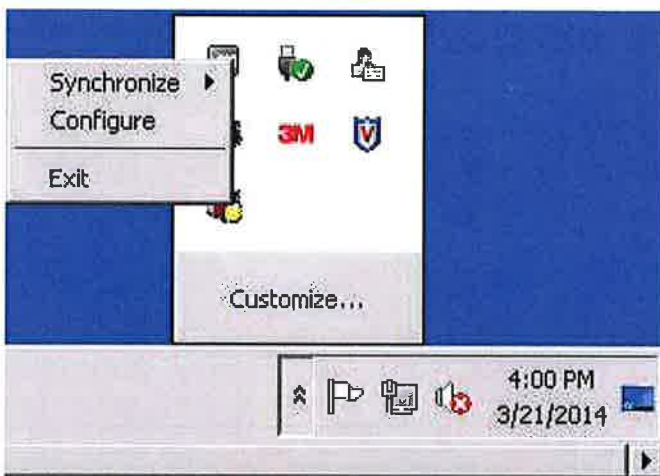 Synchronize
Configure
Exit
3M
V
Customize...
4:00 PM
3/21/2014